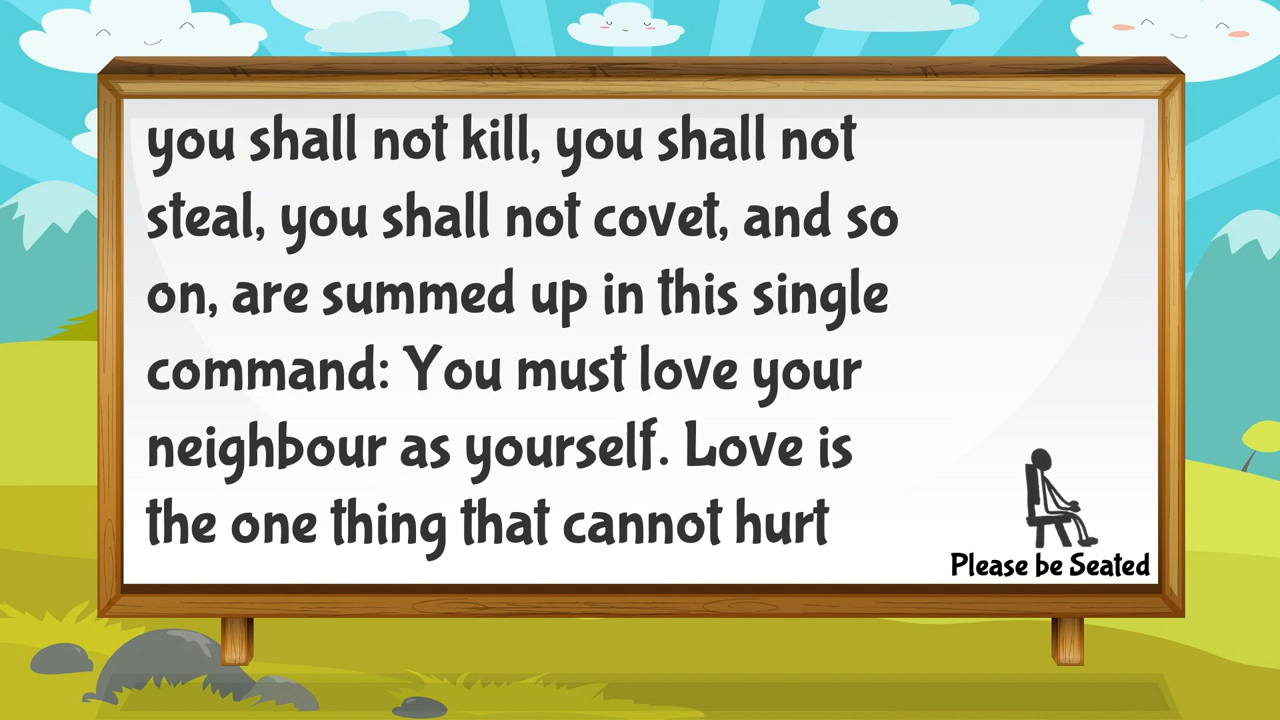 you shall not kill, you shall not
steal, you shall not covet, and so
on, are summed up in this single
command: You must love your
neighbour as yourself. Love is
the one thing that cannot hurt
Please be Seated